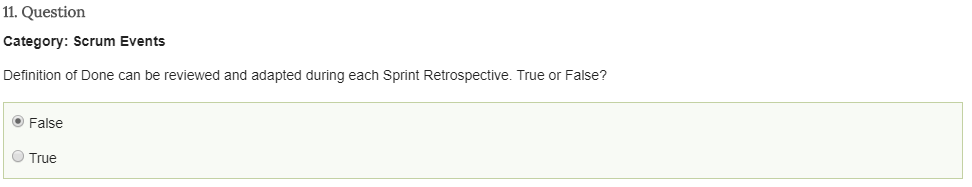 11. Question
Category: Scrum Events
Definition of Done can be reviewed and adapted during each Sprint Retrospective. True or False?
False
True